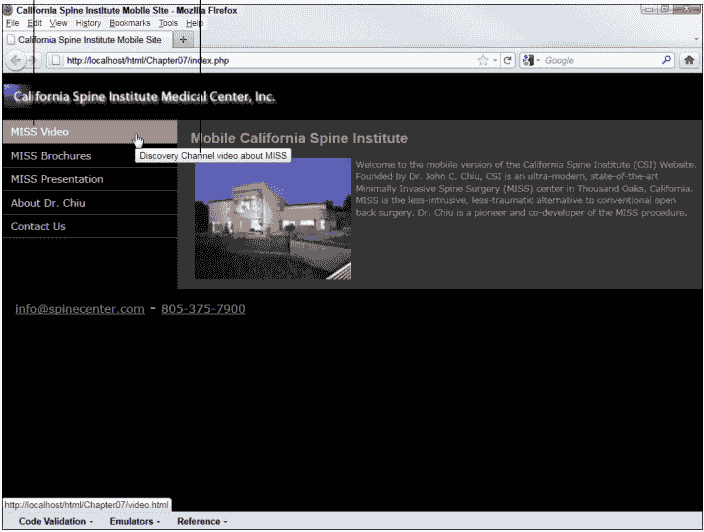 California Spine Institute Mobile Site - Mozilla Firefox
File Edit View History Bookmarks Tools Help
California Spine Institute Mobile Site +
http://localhost/html/Chapter07/index.php
Google
California Spine Institute Medical Center, Inc.
MISS Video
MISS Brochures
MISS Presentation
About Dr. Chiu
Contact Us
Discovery Channel video about MISS
Mobile California Spine Institute
Welcome to the mobile version of the California Spine Institute (CSI) Website.
Founded by Dr. John C. Chiu, CSI is an ultra-modern, state-of-the-art
Minimally Invasive Spine Surgery (MISS) center in Thousand Oaks, California.
MISS is the less-intrusive, less-traumatic alternative to conventional open
back surgery. Dr. Chiu is a pioneer and co-developer of the MISS procedure.
info@spinecenter.com - 805-375-7900
http://localhost/html/Chapter07/video.html
Code Validation - Emulators - Reference -